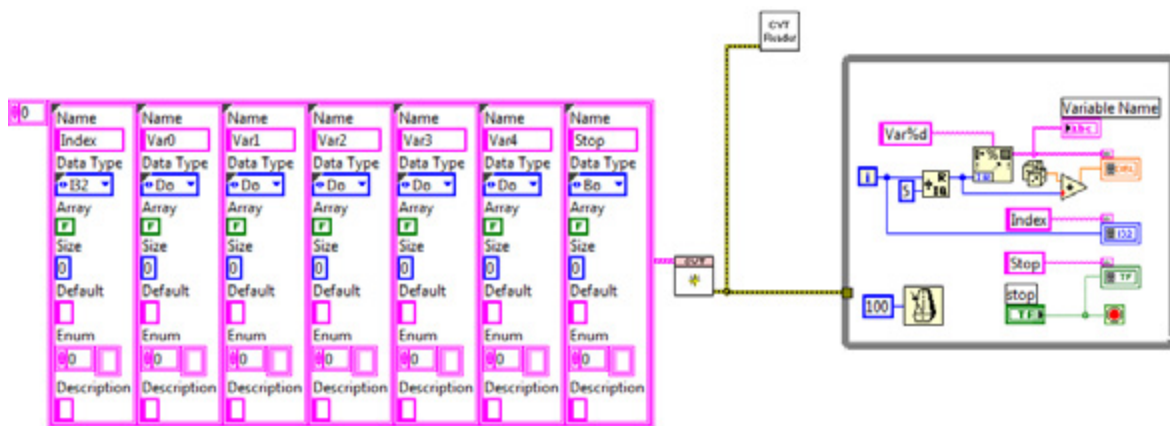 0
Name Name Name Name Name Name Name
Index Var0 Var1 Var2 Var3 Var4 Stop
Data Type Data Type Data Type Data Type Data Type Data Type Data Type
I32 Do Do Do Do Do Bo
Array Array Array Array Array Array Array
F F F F F F F
Size Size Size Size Size Size Size
0 0 0 0 0 0 0
Default Default Default Default Default Default Default
Enum Enum Enum Enum Enum Enum Enum
0 0 0 0 0 0 0
Description Description Description Description Description Description Description
CVT
CVT
Reader
Variable Name
abc
Var%d
i
5
R
IQ
DBL
+
Index
I32
Stop
TF
stop
TF
100